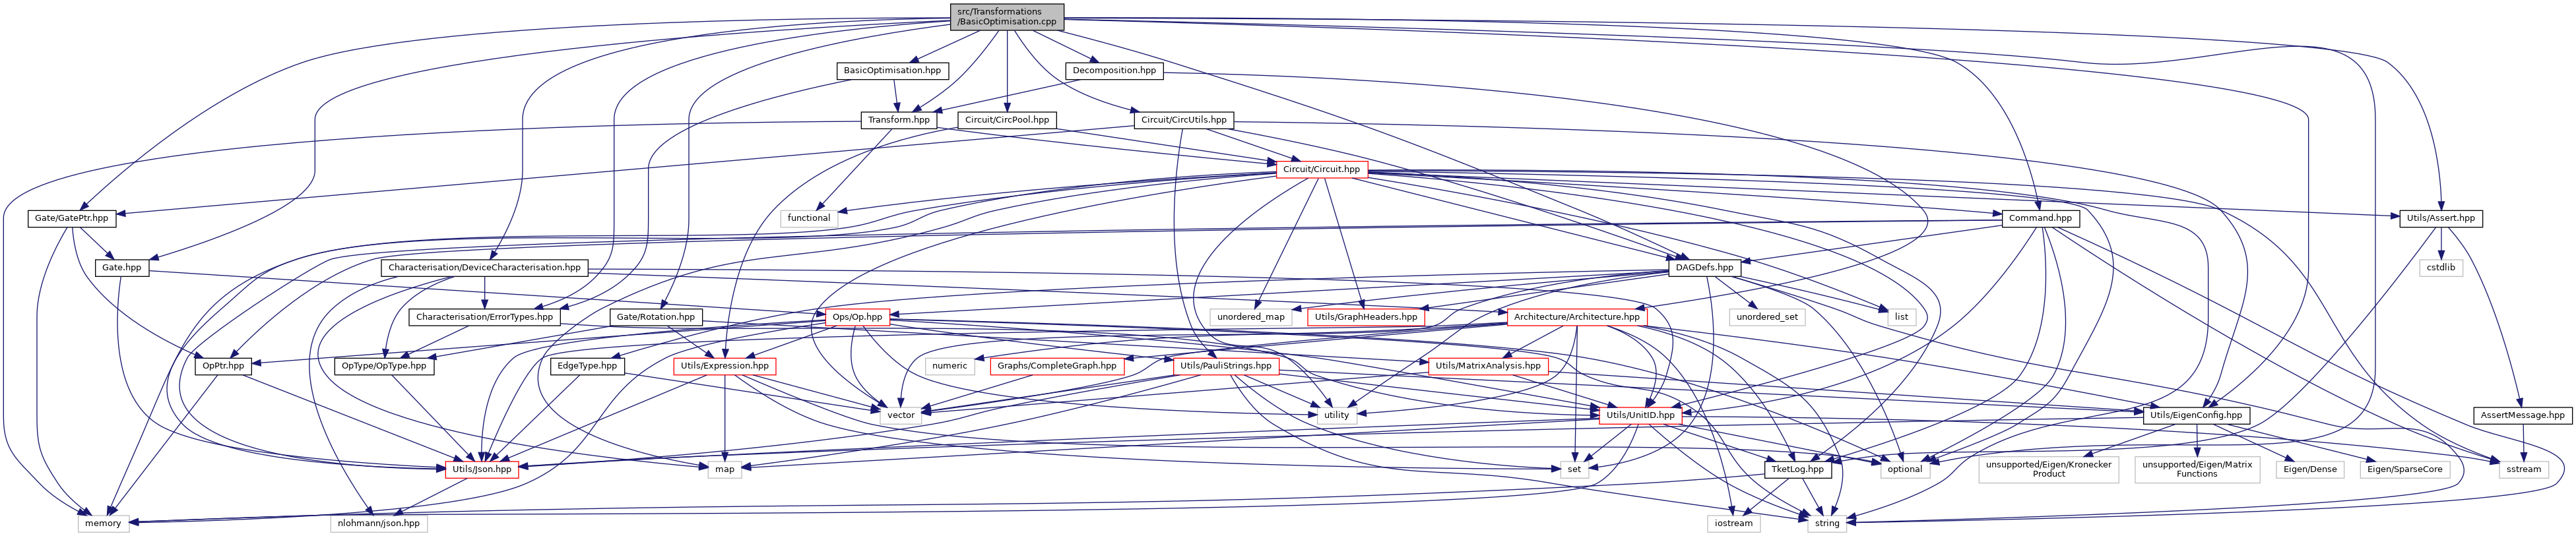 src/Transformations
/BasicOptimisation.cpp
BasicOptimisation.hpp
Decomposition.hpp
Transform.hpp
Circuit/CircPool.hpp
Circuit/CircUtils.hpp
Circuit/Circuit.hpp
Gate/GatePtr.hpp
functional
Command.hpp
Utils/Assert.hpp
Gate.hpp
Characterisation/DeviceCharacterisation.hpp
DAGDefs.hpp
cstdlib
Characterisation/ErrorTypes.hpp
Gate/Rotation.hpp
Ops/Op.hpp
unordered_map
Utils/GraphHeaders.hpp
Architecture/Architecture.hpp
unordered_set
list
OpPtr.hpp
OpType/OpType.hpp
EdgeType.hpp
Utils/Expression.hpp
numeric
Graphs/CompleteGraph.hpp
Utils/PauliStrings.hpp
Utils/MatrixAnalysis.hpp
vector
utility
Utils/UnitID.hpp
Utils/EigenConfig.hpp
AssertMessage.hpp
Utils/Json.hpp
map
set
TketLog.hpp
optional
unsupported/Eigen/Kronecker
Product
unsupported/Eigen/Matrix
Functions
Eigen/Dense
Eigen/SparseCore
sstream
memory
nlohmann/json.hpp
iostream
string